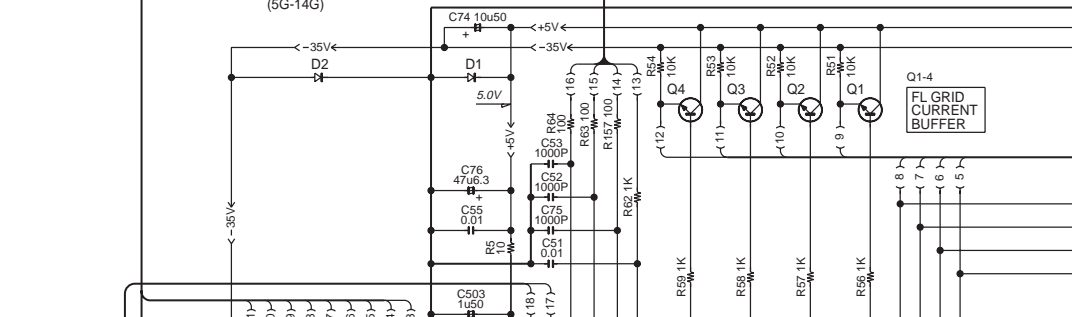 (5G-14G)
C74 10u50
+
+5V
−35V
−35V
D2
D1
5.0V
+5V
−35V
16
15
14
13
R64
100
R63 100
R157 100
R62 1K
C53
1000P
C52
1000P
C75
1000P
C51
0.01
C76
47u6.3
+
C55
0.01
R5
10
C503
1u50
18
17
R54
10K
R53
10K
R52
10K
R51
10K
Q4
Q3
Q2
Q1
12
11
10
9
R59 1K
R58 1K
R57 1K
R56 1K
Q1-4
FL GRID
CURRENT
BUFFER
8
7
6
5